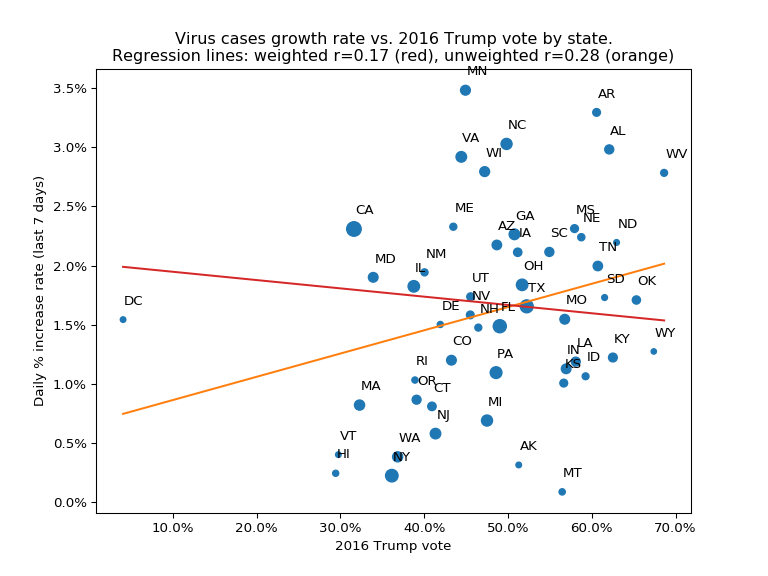 Virus cases growth rate vs. 2016 Trump vote by state.
Regression lines: weighted r=0.17 (red), unweighted r=0.28 (orange)
Daily % increase rate (last 7 days)
3.5%
3.0%
2.5%
2.0%
1.5%
1.0%
0.5%
0.0%
MN
AR
NC
AL
VA
WI
WV
CA
ME
MS
GA
NE
AZ
IA
SC
ND
MD
NM
TN
IL
OH
UT
SD
OK
TX
NV
DC
DE
NH
FL
MO
CO
KY
WY
LA
PA
IN
ID
RI
KS
MA
OR
CT
MI
NJ
VT
WA
HI
NY
AK
MT
10.0%
20.0%
30.0%
40.0%
50.0%
60.0%
70.0%
2016 Trump vote